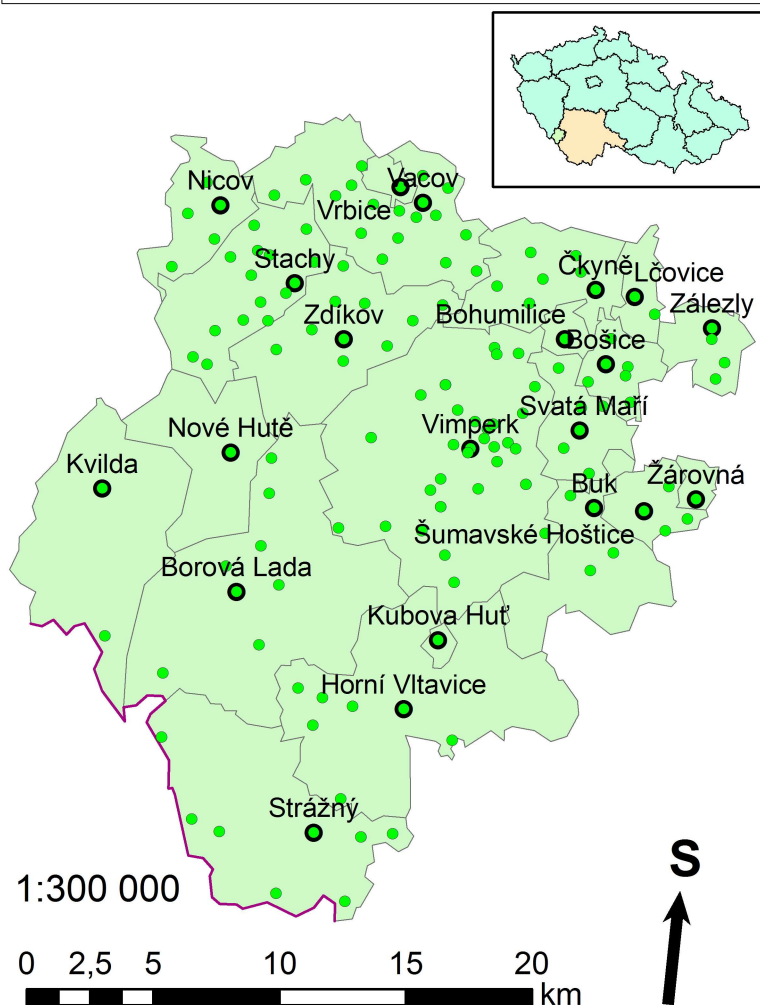 Nicov
Vacov
Vrbice
Stachy
Čkyně
Lčovice
Zálezly
Zdíkov
Bohumilice
Bošice
Svatá Maří
Nové Hutě
Vimperk
Kvilda
Buk
Žárovná
Šumavské Hoštice
Borová Lada
Kubova Huť
Horní Vltavice
Strážný
S
1:300 000
0 2,5 5 10 15 20
km